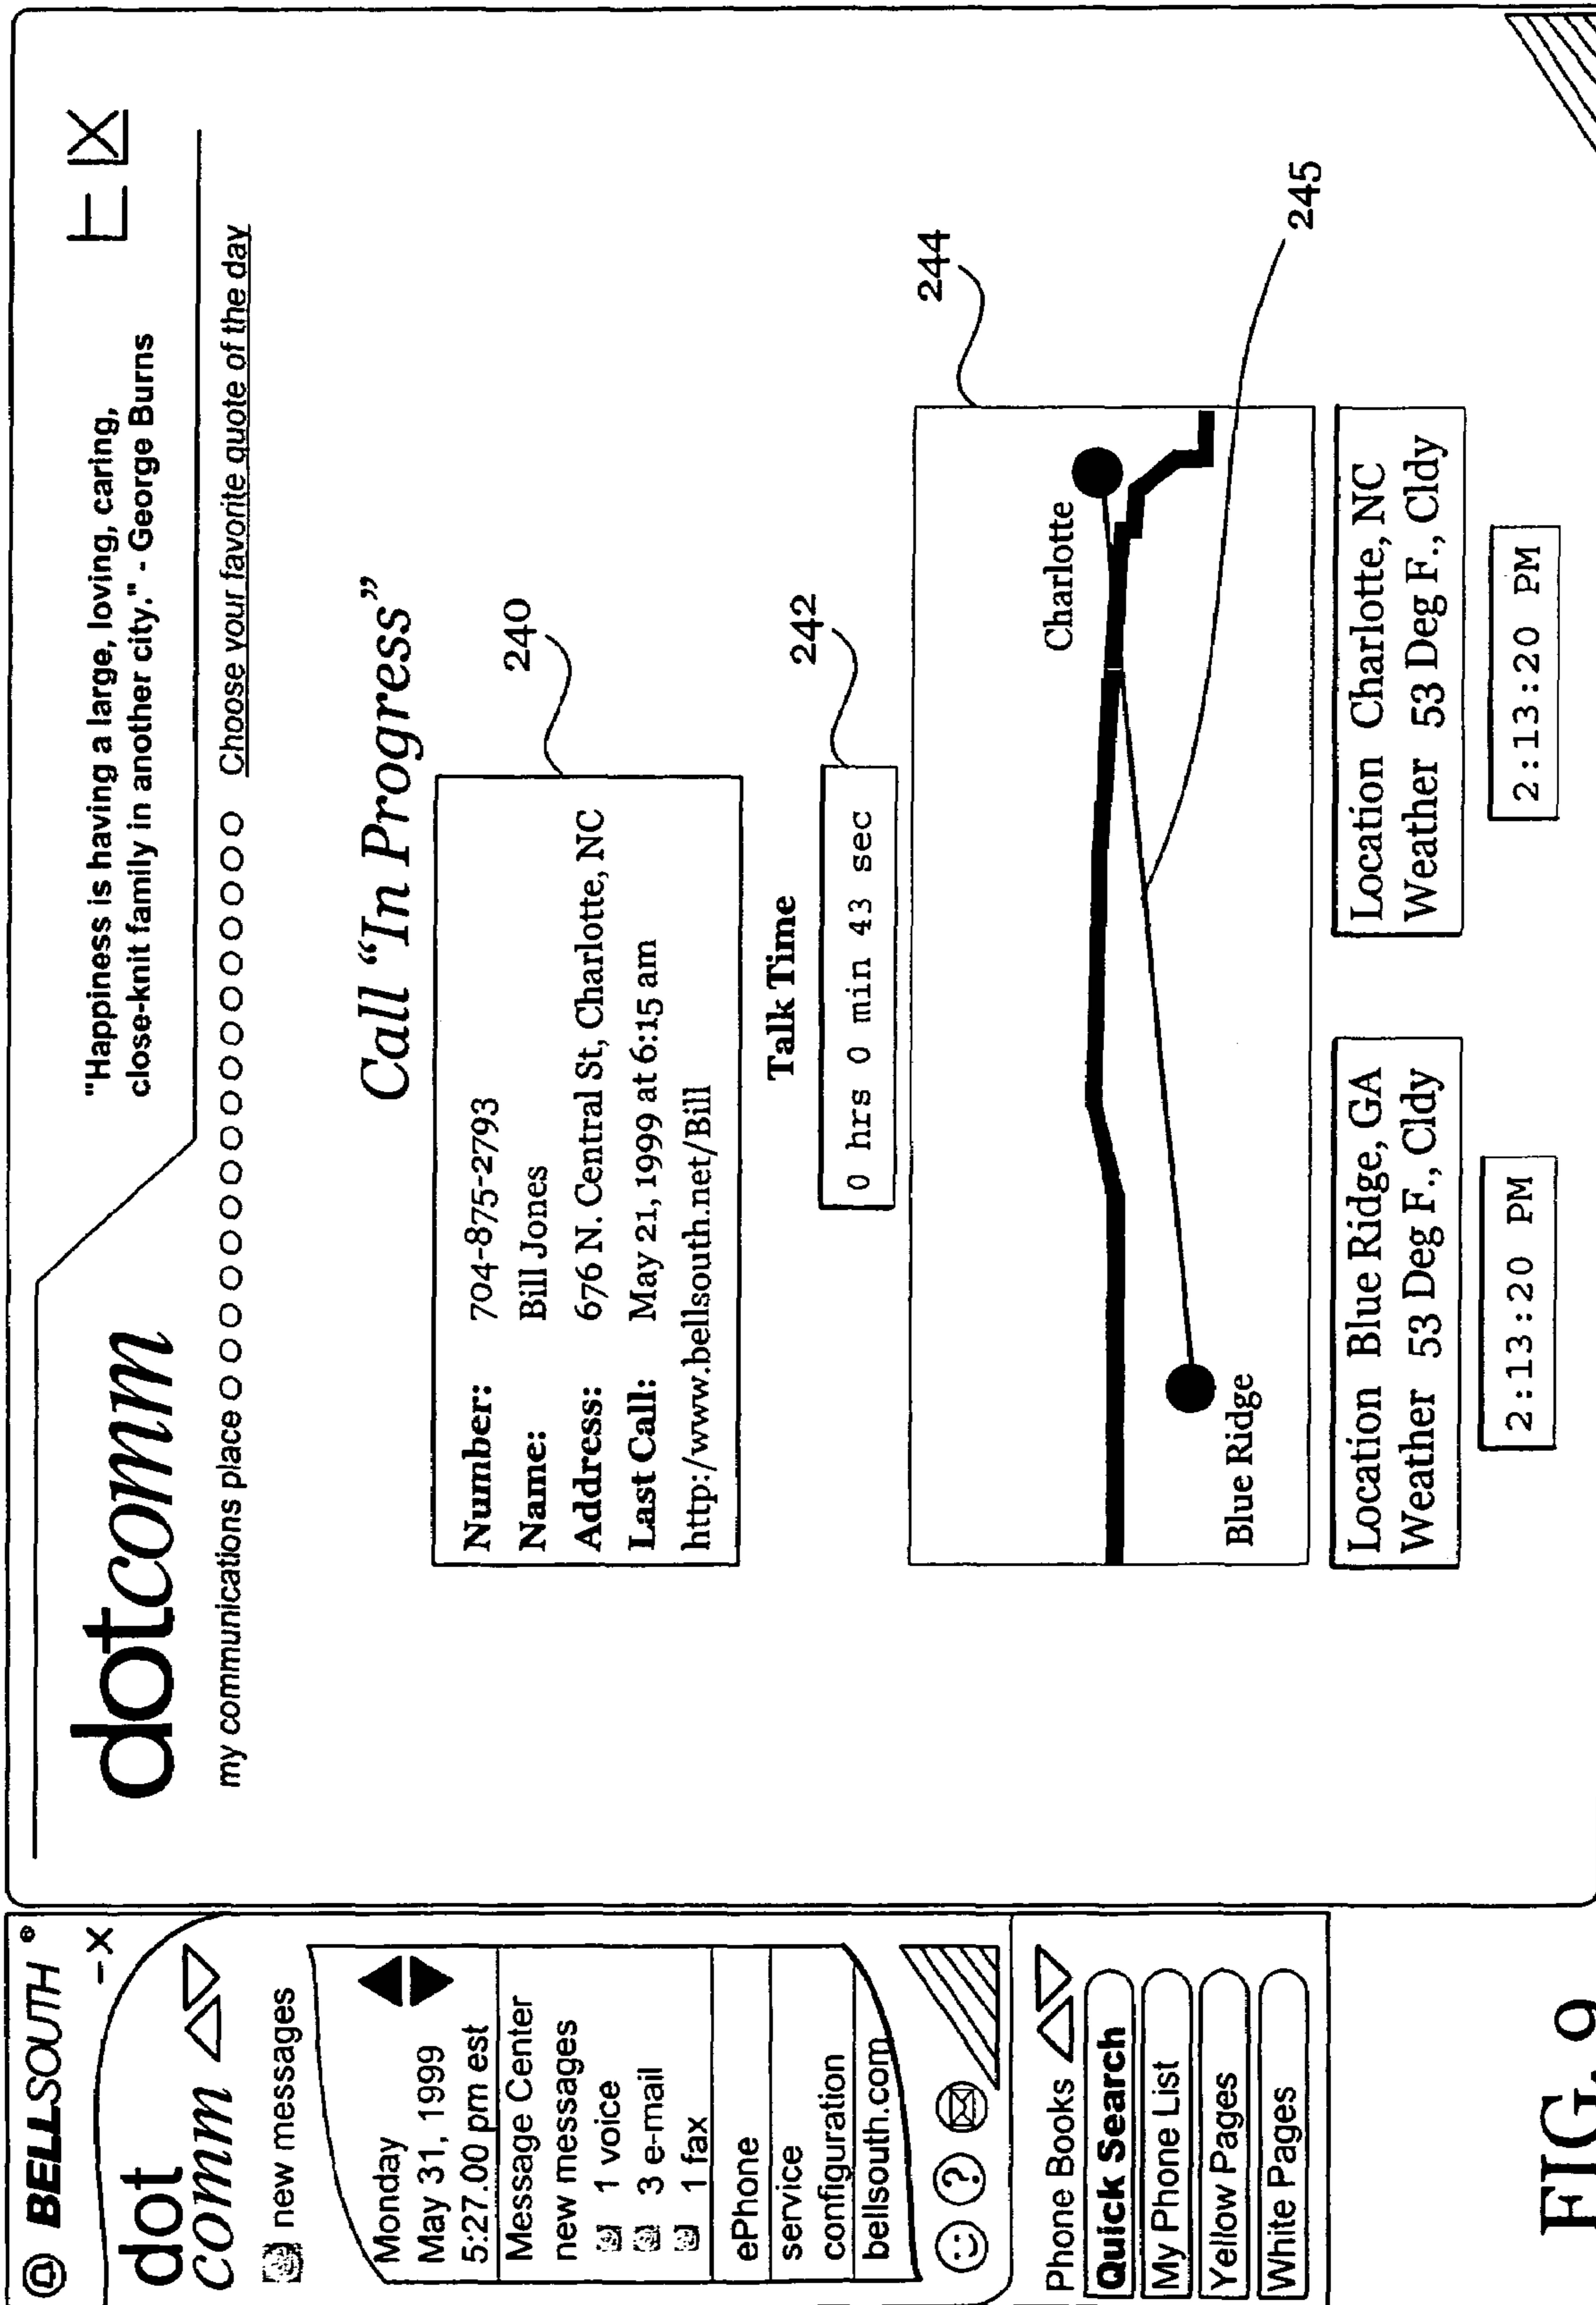 BELLSOUTH ®
– X
dot
comm
new messages
Monday
May 31, 1999
5:27.00 pm est
Message Center
new messages
1 voice
3 e-mail
1 fax
ePhone
service
configuration
bellsouth.com
?
Phone Books
Quick Search
My Phone List
Yellow Pages
White Pages
dotcomm
"Happiness is having a large, loving, caring,
close-knit family in another city." - George Burns
my communications place
Choose your favorite quote of the day
Call “In Progress”
240
Number: 704-875-2793
Name: Bill Jones
Address: 676 N. Central St, Charlotte, NC
Last Call: May 21, 1999 at 6:15 am
http:/www.bellsouth.net/Bill
Talk Time
242
0 hrs 0 min 43 sec
244
Charlotte
Blue Ridge
245
Location Blue Ridge, GA
Weather 53 Deg F., Cldy
2:13:20 PM
Location Charlotte, NC
Weather 53 Deg F., Cldy
2:13:20 PM
FIG. 9